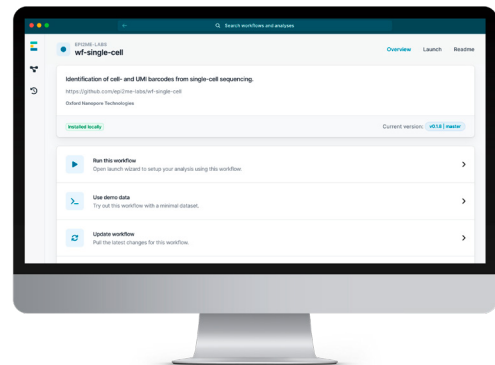 Search workflows and analyses
EPI2ME-LABS
wf-single-cell
Overview Launch Readme
Identification of cell- and UMI barcodes from single-cell sequencing.
https://github.com/epi2me-labs/wf-single-cell
Oxford Nanopore Technologies
Installed locally
Current version: v0.1.6 | master
Run this workflow
Open launch wizard to setup your analysis using this workflow.
Use demo data
Try out this workflow with a minimal dataset.
Update workflow
Pull the latest changes for this workflow.